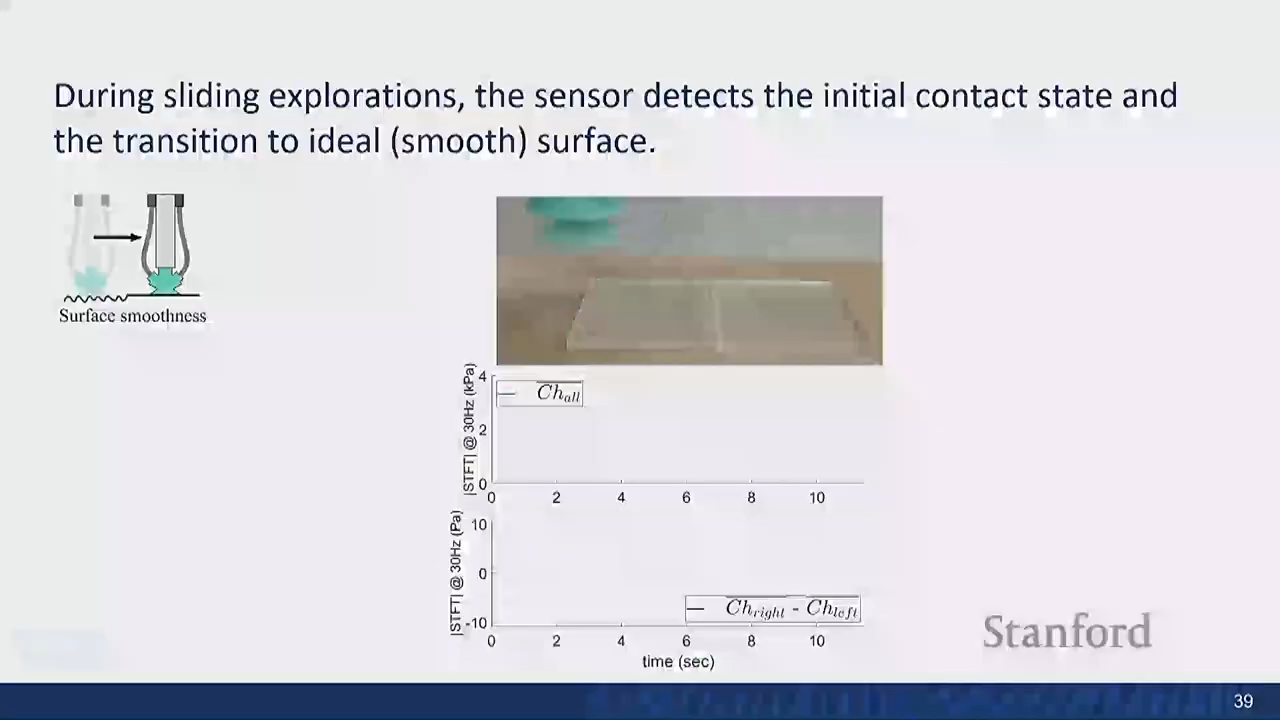 During sliding explorations, the sensor detects the initial contact state and
the transition to ideal (smooth) surface.
Surface smoothness
|STFT| @ 30Hz (kPa)
4
2
0
Ch_all
0 2 4 6 8 10
|STFT| @ 30Hz (Pa)
10
0
-10
Ch_right - Ch_left
0 2 4 6 8 10
time (sec)
Stanford
39